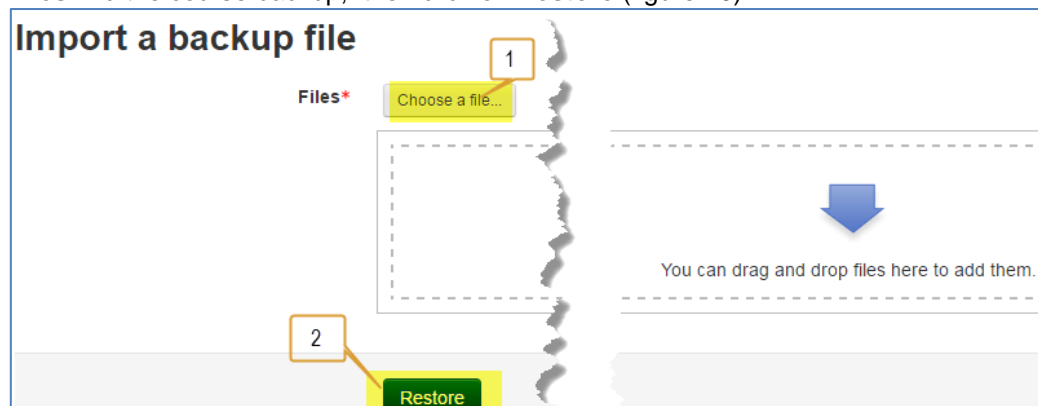 Import a backup file
1
Files*
Choose a file...
You can drag and drop files here to add them.
2
Restore